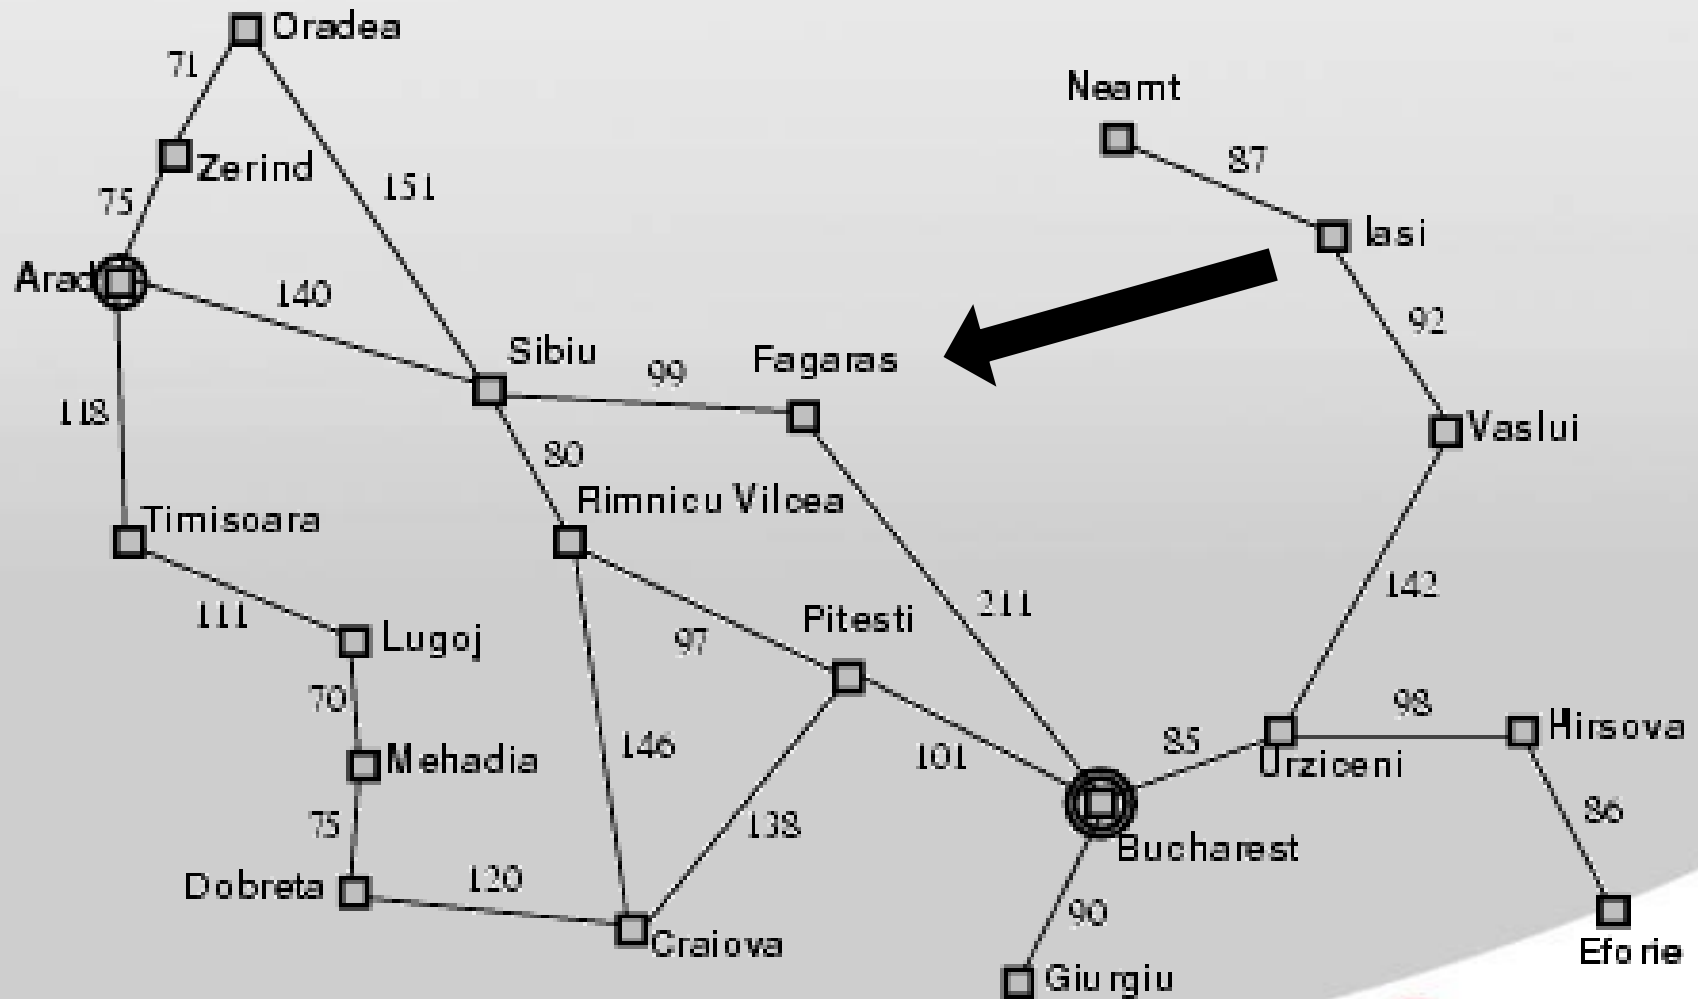 Oradea
71
Neamt
87
Zerind
151
75
Iasi
Arad
140
92
Sibiu
Fagaras
99
118
Vaslui
80
Rimnicu Vilcea
Timisoara
142
211
111
Pitesti
Lugoj
97
70
98
Hirsova
146
85
101
Urziceni
Mehadia
86
75
138
Bucharest
Dobreta
120
90
Craiova
Eforie
Giurgiu